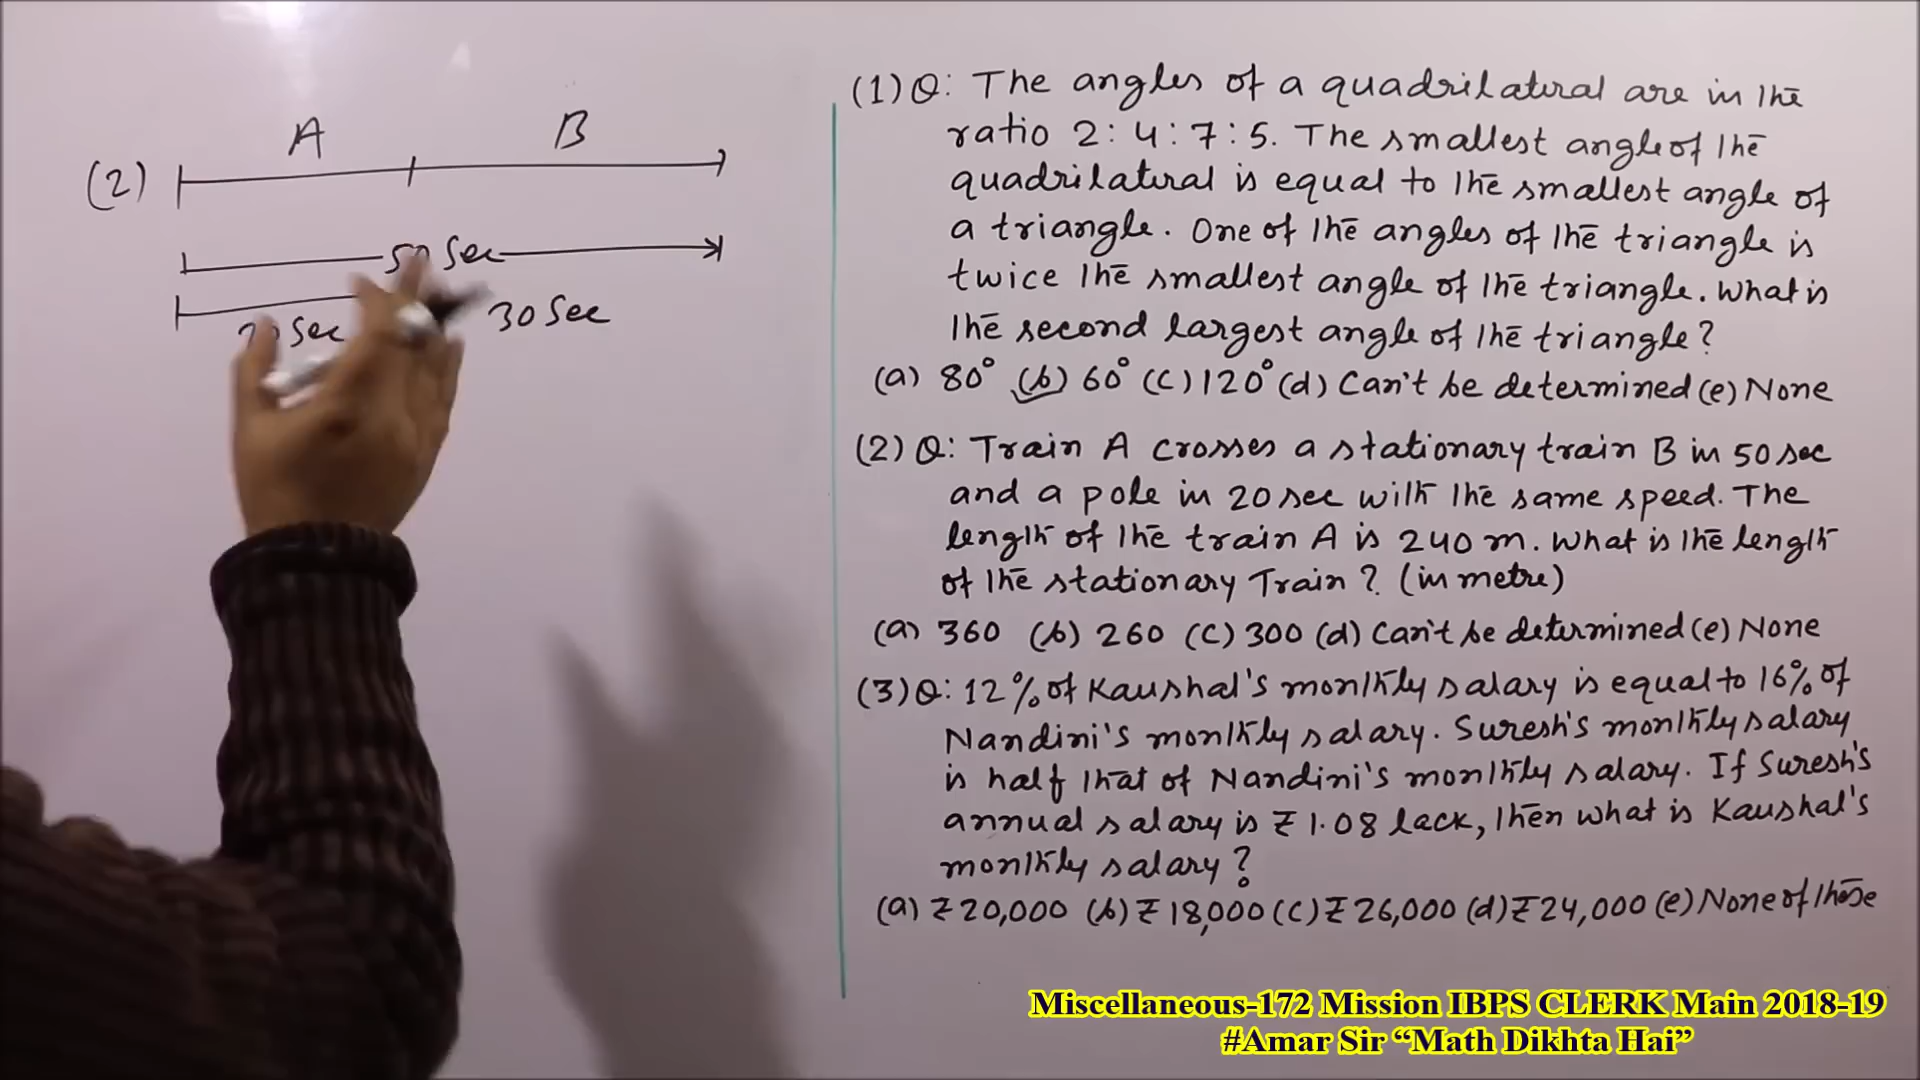 A B
(2)
50 Sec
Sec 30 Sec
(1) Q: The angles of a quadrilateral are in the
ratio 2:4:7:5. The smallest angle of the
quadrilateral is equal to the smallest angle of
a triangle. One of the angles of the triangle is
twice the smallest angle of the triangle. What is
the second largest angle of the triangle?
(a) 80° (b) 60° (c) 120° (d) Can't be determined (e) None
(2) Q: Train A crosses a stationary train B in 50 sec
and a pole in 20 sec with the same speed. The
length of the train A is 240 m. What is the length
of the stationary Train? (in metre)
(a) 360 (b) 260 (c) 300 (d) Can't be determined (e) None
(3) Q: 12% of Kaushal's monthly salary is equal to 16% of
Nandini's monthly salary. Suresh's monthly salary
is half that of Nandini's monthly salary. If Suresh's
annual salary is ₹ 1.08 lack, then what is Kaushal's
monthly salary?
(a) ₹ 20,000 (b) ₹ 18,000 (c) ₹ 26,000 (d) ₹ 24,000 (e) None of these
Miscellaneous-172 Mission IBPS CLERK Main 2018-19
#Amar Sir “Math Dikhta Hai”